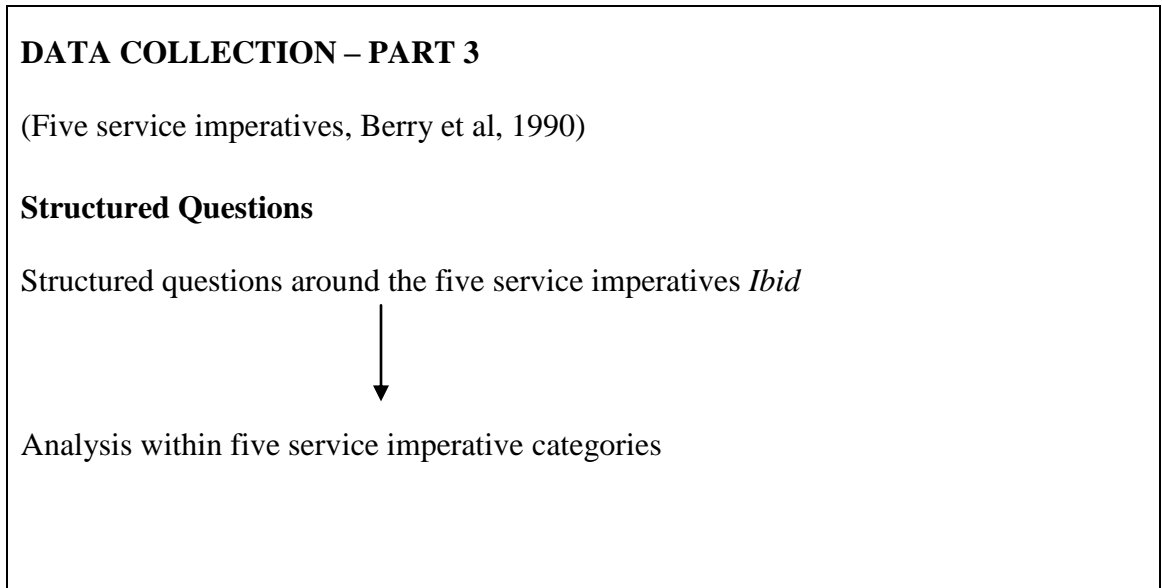 DATA COLLECTION – PART 3
(Five service imperatives, Berry et al, 1990)
Structured Questions
Structured questions around the five service imperatives Ibid
Analysis within five service imperative categories